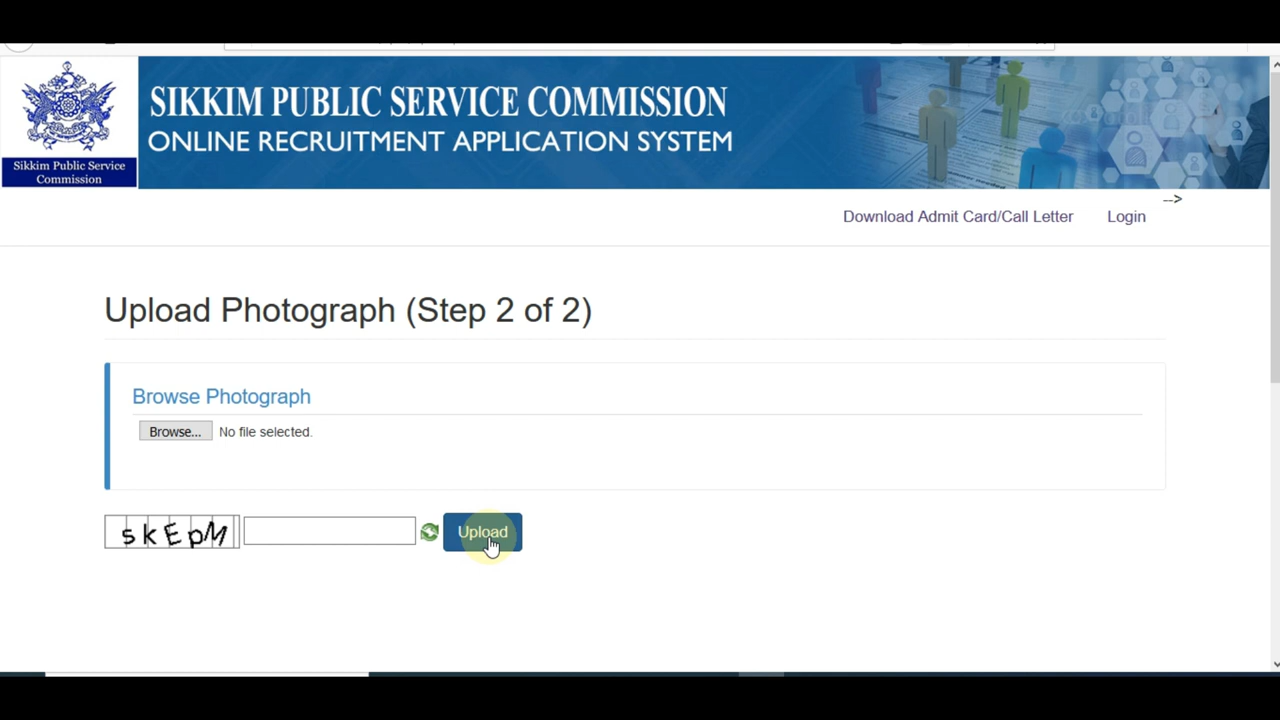 SIKKIM PUBLIC SERVICE COMMISSION
ONLINE RECRUITMENT APPLICATION SYSTEM
Sikkim Public Service
Commission
-->
Download Admit Card/Call Letter Login
Upload Photograph (Step 2 of 2)
Browse Photograph
Browse... No file selected.
skEpM Upload